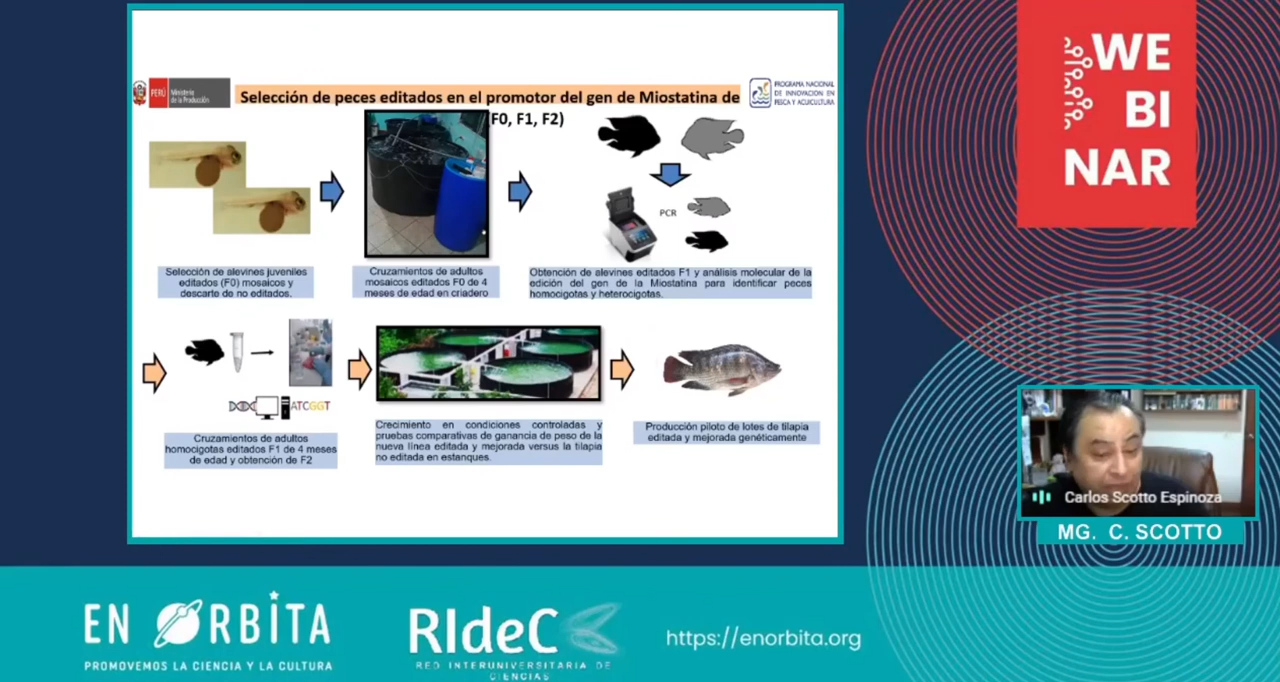 PERÚ
Ministerio
de la Producción
Selección de peces editados en el promotor del gen de Miostatina de
(F0, F1, F2)
PROGRAMA NACIONAL
DE INNOVACIÓN EN
PESCA Y ACUICULTURA
PCR
Selección de alevines juveniles
editados (F0) mosaicos y
descarte de no editados.
Cruzamientos de adultos
mosaicos editados F0 de 4
meses de edad en criadero
Obtención de alevines editados F1 y análisis molecular de la
edición del gen de la Miostatina para identificar peces
homocigotas y heterocigotas.
ATCGGT
Cruzamientos de adultos
homocigotas editados F1 de 4 meses
de edad y obtención de F2
Crecimiento en condiciones controladas y
pruebas comparativas de ganancia de peso de la
nueva línea editada y mejorada versus la tilapia
no editada en estanques.
Producción piloto de lotes de tilapia
editada y mejorada genéticamente
WE
BI
NAR
Carlos Scotto Espinoza
MG. C. SCOTTO
EN ORBITA
PROMOVEMOS LA CIENCIA Y LA CULTURA
RIdeC
RED INTERUNIVERSITARIA DE
CIENCIAS
https://enorbita.org